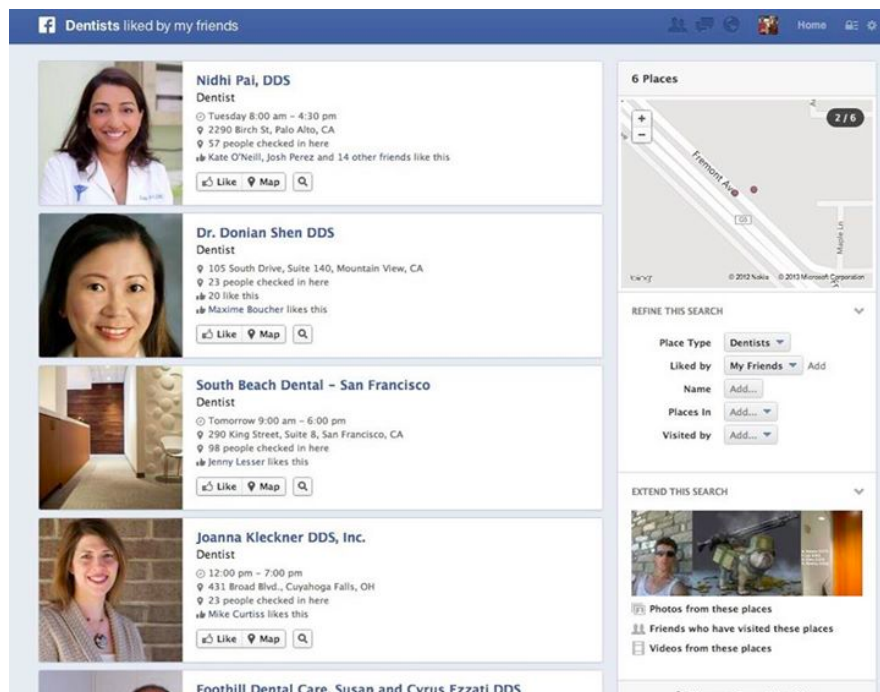 Dentists liked by my friends
Home
Nidhi Pai, DDS
Dentist
Tuesday 8:00 am – 4:30 pm
2290 Birch St, Palo Alto, CA
57 people checked in here
Kate O'Neill, Josh Perez and 14 other friends like this
Like Map
Dr. Donian Shen DDS
Dentist
105 South Drive, Suite 140, Mountain View, CA
23 people checked in here
20 like this
Maxime Boucher likes this
Like Map
South Beach Dental – San Francisco
Dentist
Tomorrow 9:00 am – 6:00 pm
290 King Street, Suite 8, San Francisco, CA
98 people checked in here
Jenny Lesser likes this
Like Map
Joanna Kleckner DDS, Inc.
Dentist
12:00 pm – 7:00 pm
431 Broad Blvd., Cuyahoga Falls, OH
23 people checked in here
Mike Curtiss likes this
Like Map
Foothill Dental Care, Susan and Cyrus Ezzati DDS
6 Places
2 / 6
Fremont Ave
G5
Maple Ln
© 2012 Nokia © 2013 Microsoft Corporation
REFINE THIS SEARCH
Place Type Dentists
Liked by My Friends Add
Name Add...
Places In Add...
Visited by Add...
EXTEND THIS SEARCH
Photos from these places
Friends who have visited these places
Videos from these places